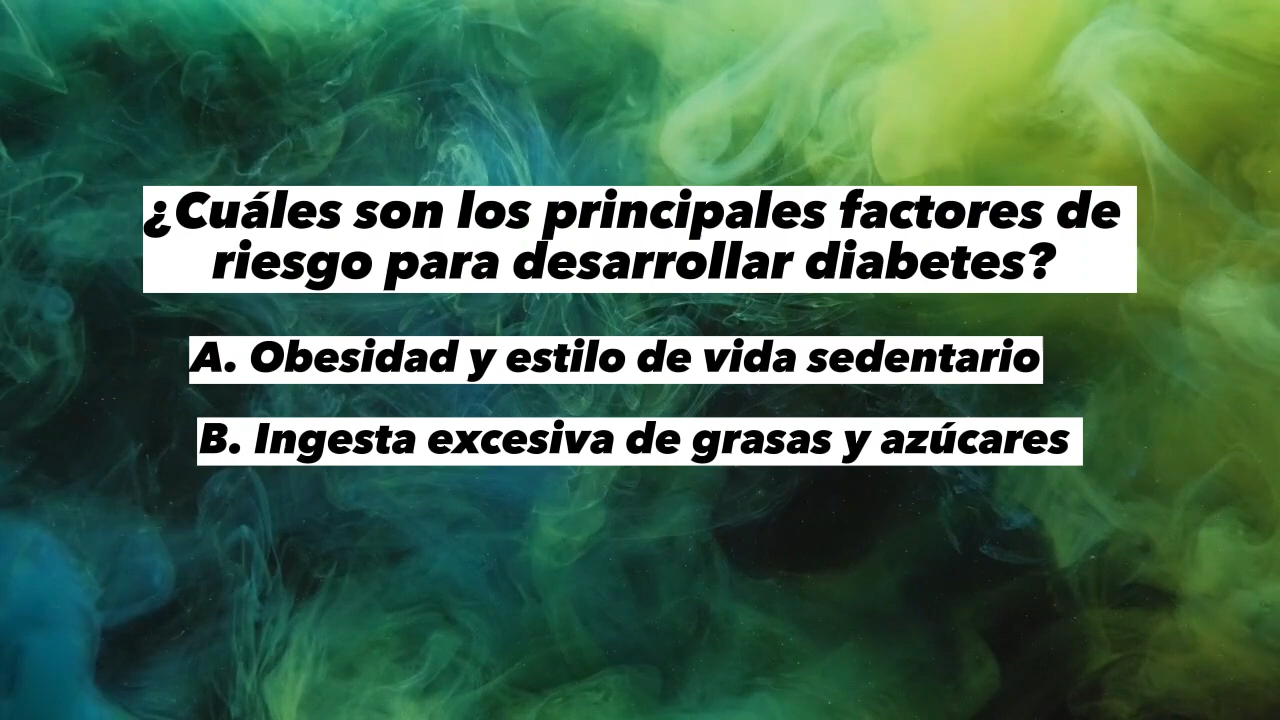 ¿Cuáles son los principales factores de
riesgo para desarrollar diabetes?
A. Obesidad y estilo de vida sedentario
B. Ingesta excesiva de grasas y azúcares